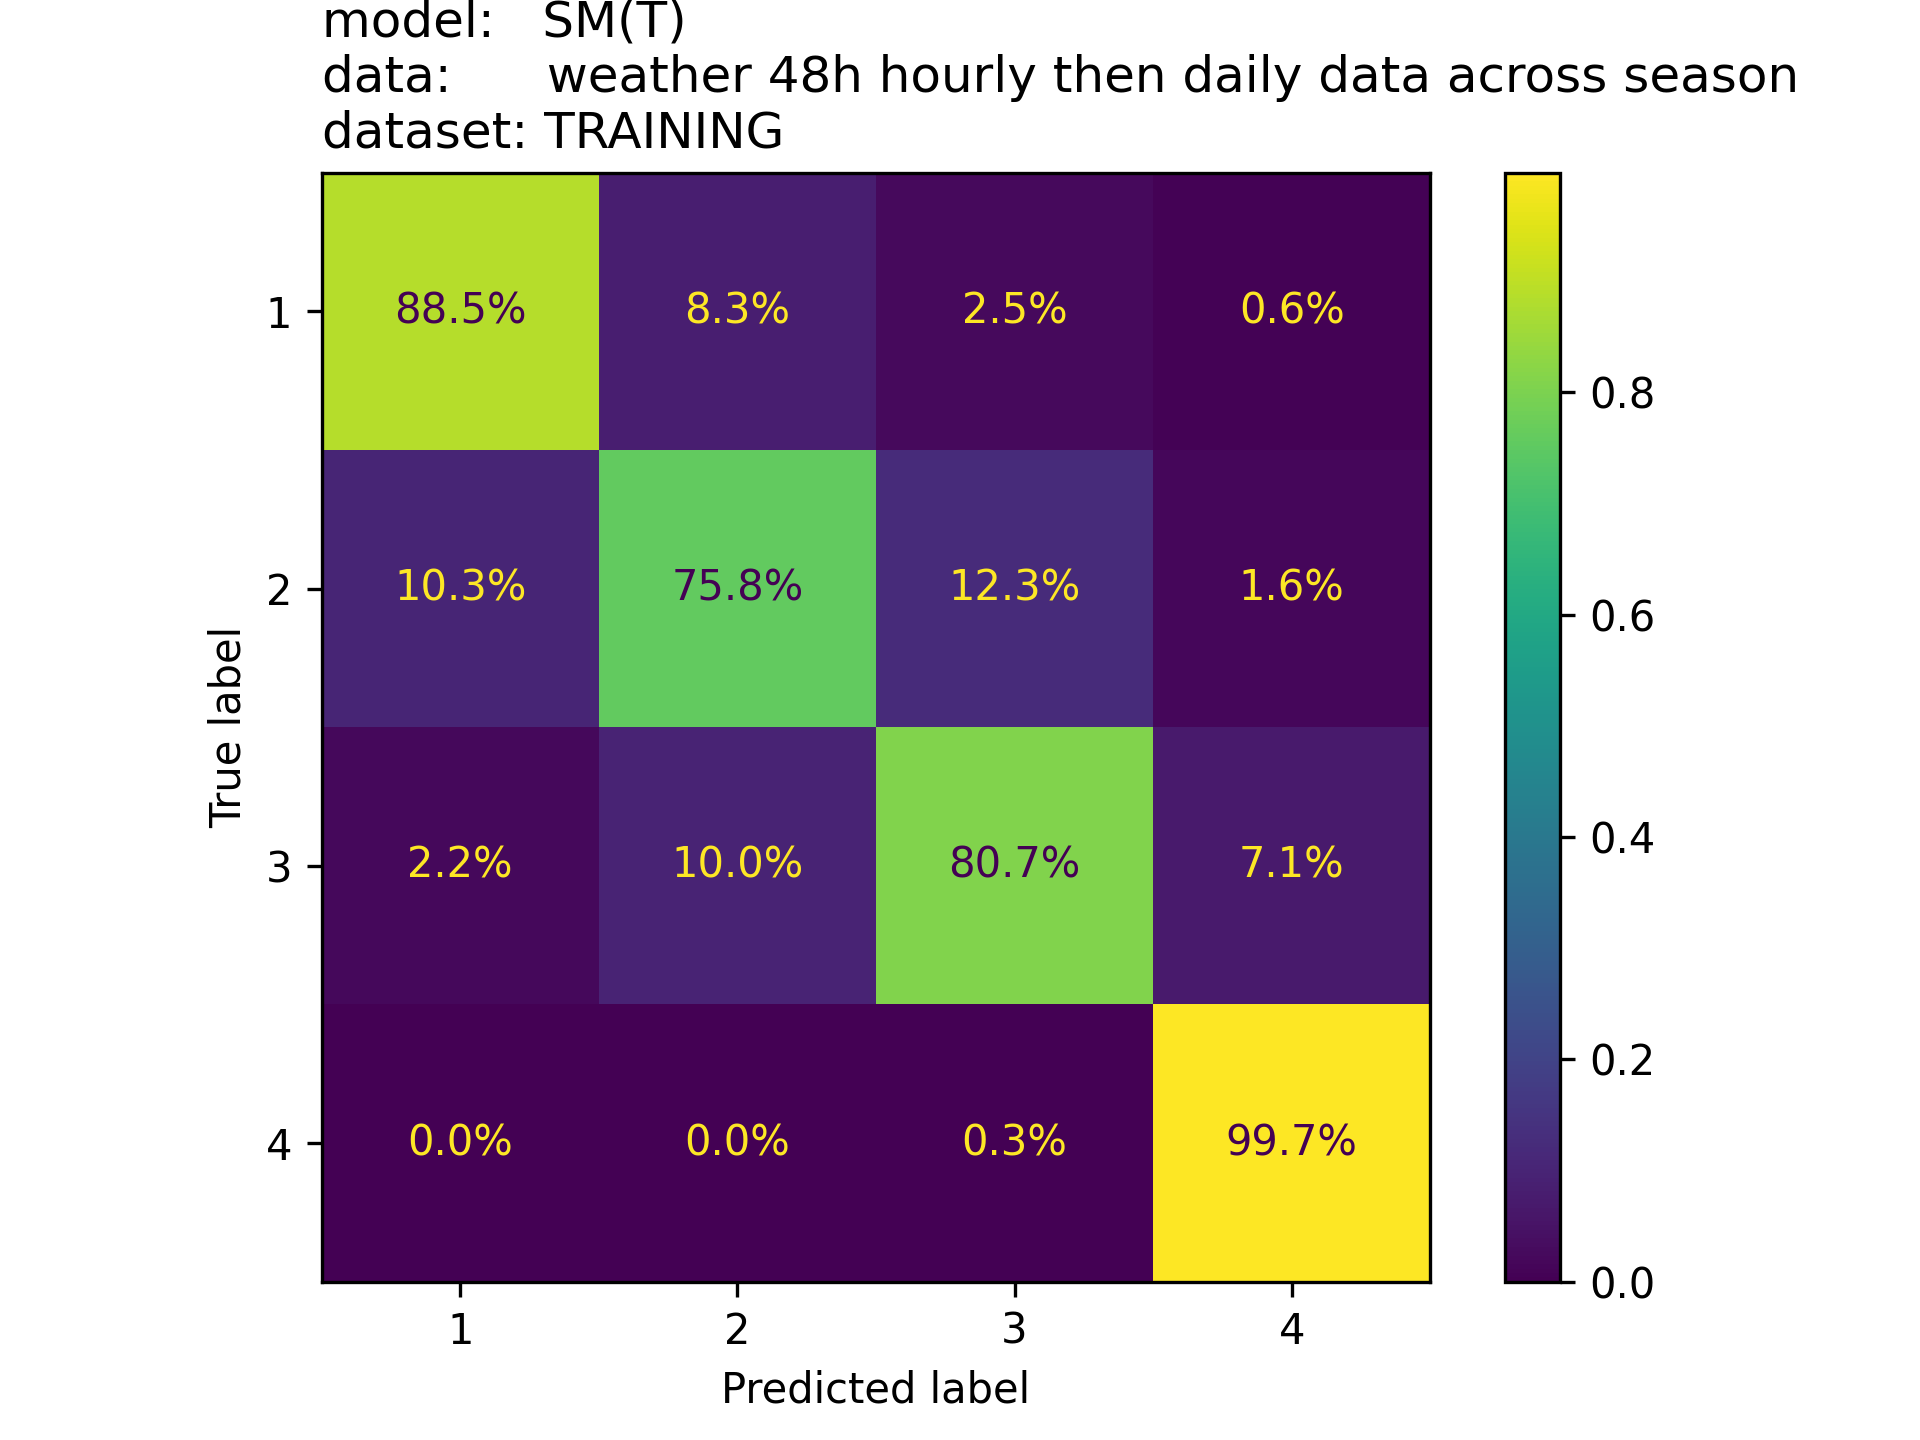 model:   SM(T)
data:      weather 48h hourly then daily data across season
dataset: TRAINING
1 88.5% 8.3% 2.5% 0.6%
2 10.3% 75.8% 12.3% 1.6%
3 2.2% 10.0% 80.7% 7.1%
4 0.0% 0.0% 0.3% 99.7%
True label
1 2 3 4
Predicted label
0.8
0.6
0.4
0.2
0.0